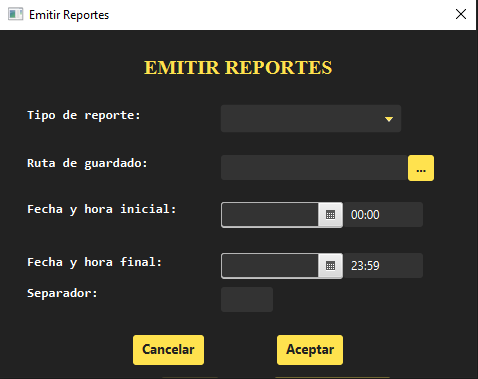 Emitir Reportes
EMITIR REPORTES
Tipo de reporte:
Ruta de guardado:
...
Fecha y hora inicial:
00:00
Fecha y hora final:
23:59
Separador:
Cancelar
Aceptar